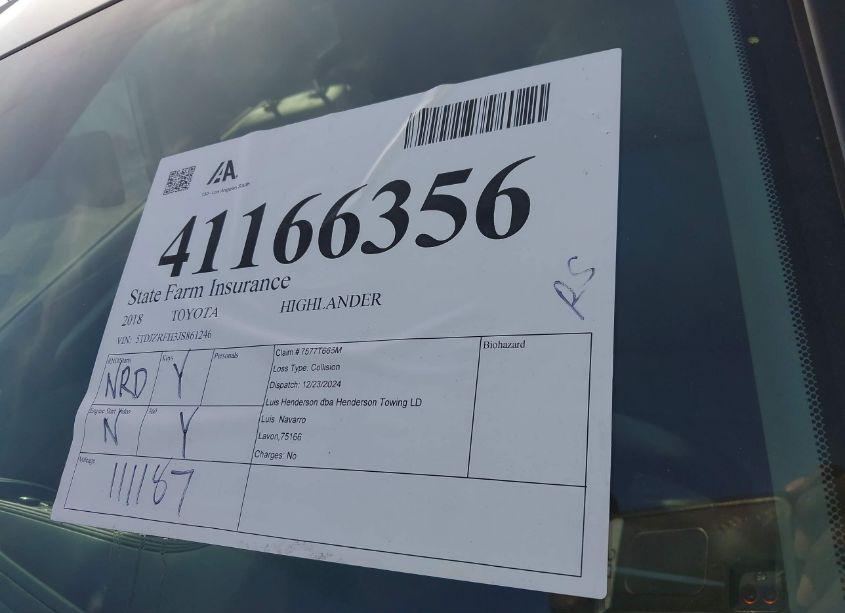 IAA
41166356
State Farm Insurance
2018 TOYOTA HIGHLANDER
RS
Keys Personals
NRD Y
N Y
Mileage
111187
Claim # 7577T665M
Loss Type: Collision
Dispatch: 12/23/2024
Luis Henderson dba Henderson Towing LD
Luis Navarro
Lavon,75166
Charges: No
Biohazard